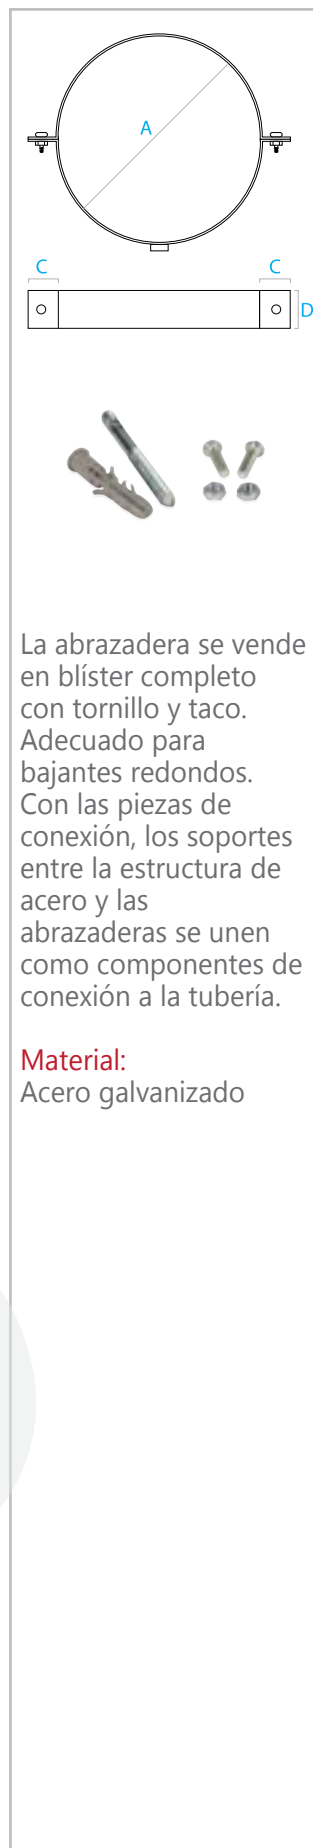 A
C C
D
La abrazadera se vende
en blíster completo
con tornillo y taco.
Adecuado para
bajantes redondos.
Con las piezas de
conexión, los soportes
entre la estructura de
acero y las
abrazaderas se unen
como componentes de
conexión a la tubería.
Material:
Acero galvanizado